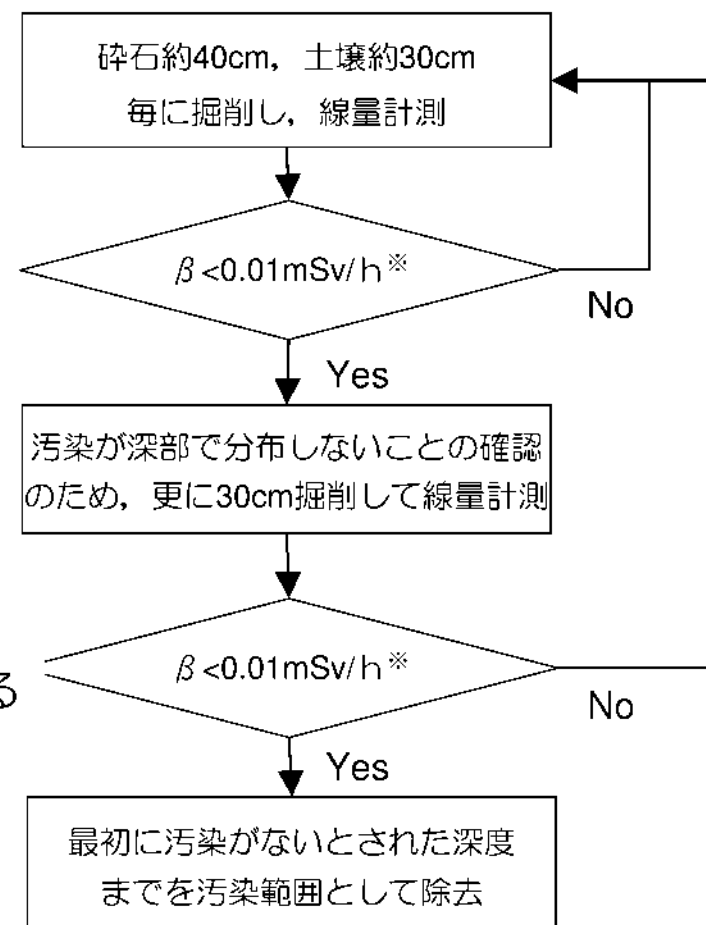 砕石約40cm，土壌約30cm
毎に掘削し，線量計測
β<0.01mSv/h※
No
Yes
汚染が深部で分布しないことの確認
のため，更に30cm掘削して線量計測
β<0.01mSv/h※
る
No
Yes
最初に汚染がないとされた深度
までを汚染範囲として除去